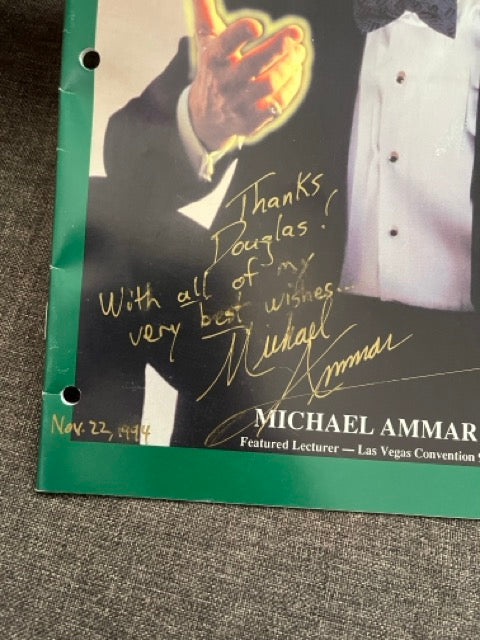 Thanks
Douglas!
With all of my
very best wishes...
Michael
Ammar
Nov. 22, 1994
MICHAEL AMMAR
Featured Lecturer — Las Vegas Convention 9